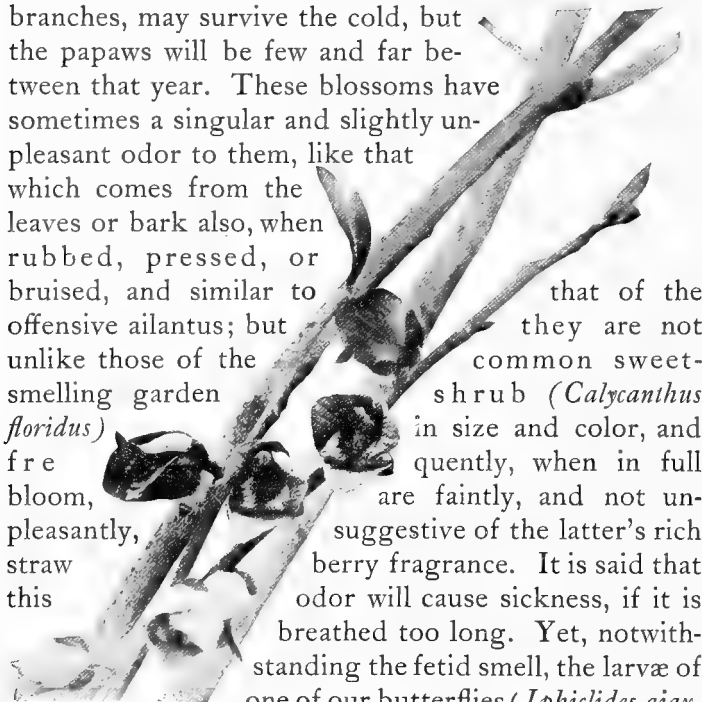 branches, may survive the cold, but
the papaws will be few and far be-
tween that year. These blossoms have
sometimes a singular and slightly un-
pleasant odor to them, like that
which comes from the
leaves or bark also, when
rubbed, pressed, or
bruised, and similar to that of the
offensive ailantus; but they are not
unlike those of the common sweet-
smelling garden shrub (Calycanthus
floridus) in size and color, and
fre quently, when in full
bloom, are faintly, and not un-
pleasantly, suggestive of the latter's rich
straw berry fragrance. It is said that
this odor will cause sickness, if it is
breathed too long. Yet, notwith-
standing the fetid smell, the larvæ of
one of our butterflies (Iphiclides ajax,